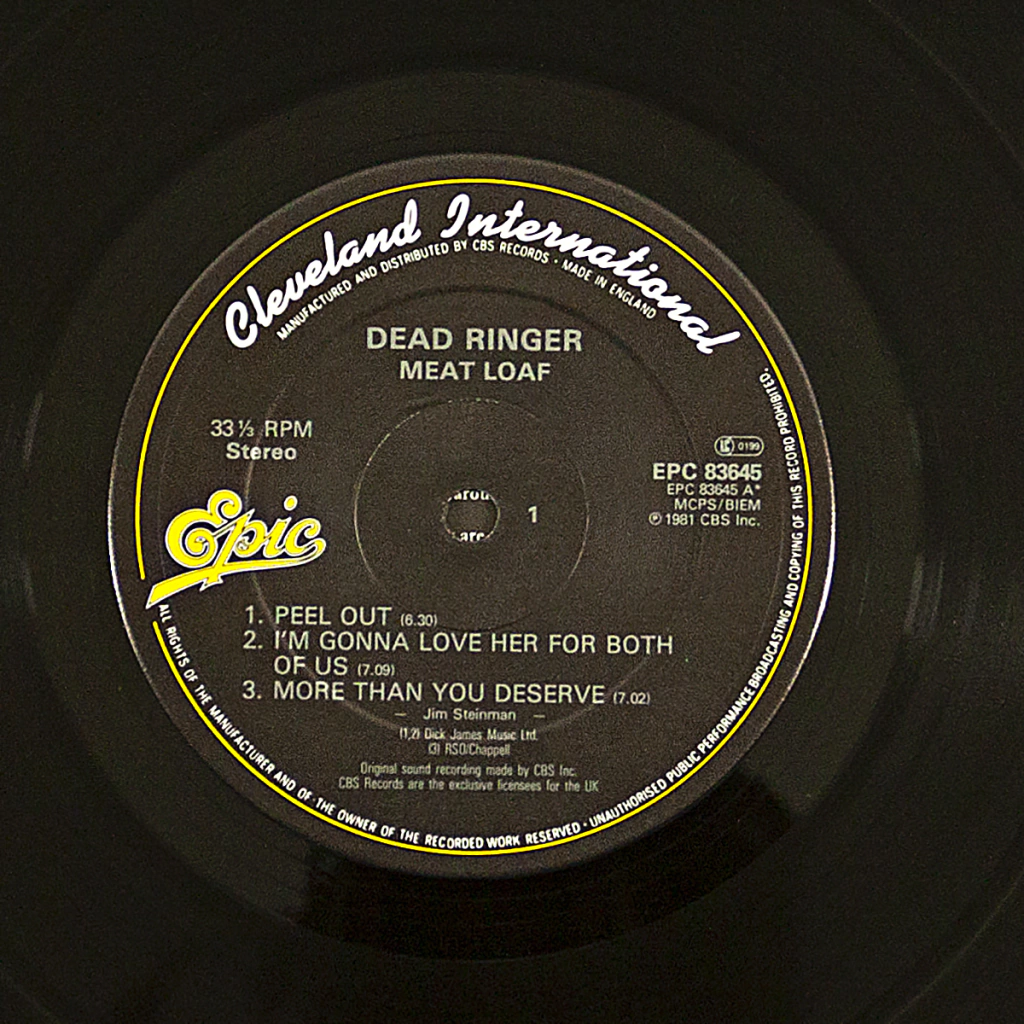 Cleveland International
MANUFACTURED AND DISTRIBUTED BY CBS RECORDS · MADE IN ENGLAND
DEAD RINGER
MEAT LOAF
33 ⅓ RPM
Stereo
0199
EPC 83645
EPC 83645 A*
MCPS/BIEM
℗ 1981 CBS Inc.
Epic
1
1. PEEL OUT (6.30)
2. I'M GONNA LOVE HER FOR BOTH
OF US (7.09)
3. MORE THAN YOU DESERVE (7.02)
— Jim Steinman —
(1,2) Dick James Music Ltd.
(3) RSO/Chappell
Original sound recording made by CBS Inc.
CBS Records are the exclusive licensees for the UK
ALL RIGHTS OF THE MANUFACTURER AND OF THE OWNER OF THE RECORDED WORK RESERVED · UNAUTHORISED PUBLIC PERFORMANCE BROADCASTING AND COPYING OF THIS RECORD PROHIBITED.